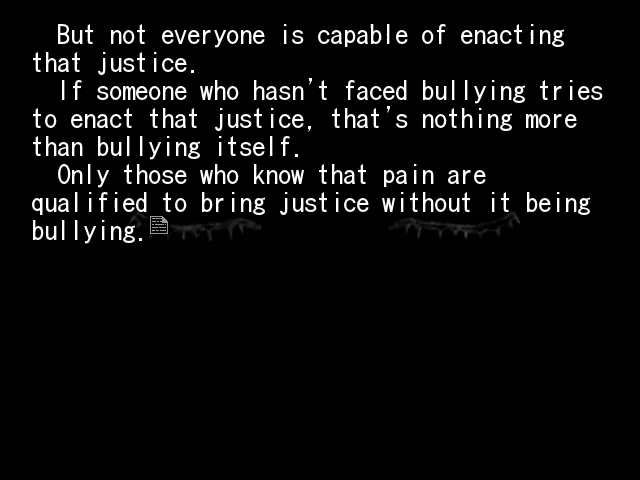 But not everyone is capable of enacting
that justice.
If someone who hasn't faced bullying tries
to enact that justice, that's nothing more
than bullying itself.
Only those who know that pain are
qualified to bring justice without it being
bullying.